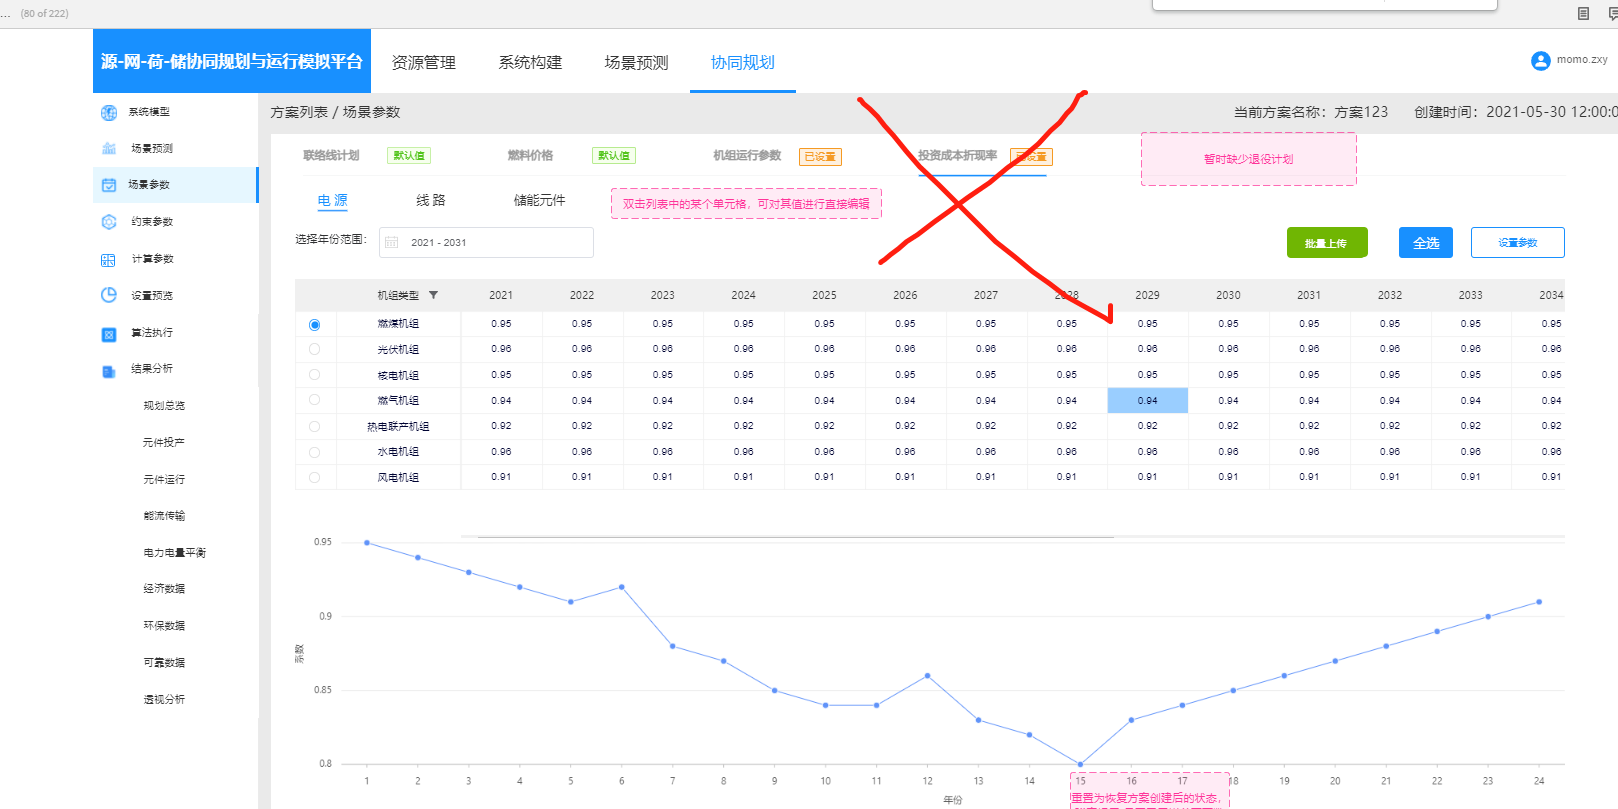 ... (80 of 222)
源-网-荷-储协同规划与运行模拟平台
资源管理 系统构建 场景预测 协同规划
momo.zxy
系统模型
场景预测
场景参数
约束参数
计算参数
设置预览
算法执行
结果分析
规划总览
元件投产
元件运行
能流传输
电力电量平衡
经济数据
环保数据
可靠数据
透视分析
方案列表 / 场景参数
当前方案名称：方案123 创建时间：2021-05-30 12:00:0
联络线计划 默认值 燃料价格 默认值 机组运行参数 已设置 投资成本折现率 已设置
暂时缺少退役计划
电源 线路 储能元件
双击列表中的某个单元格，可对其值进行直接编辑
选择年份范围： 2021 - 2031
批量上传 全选 设置参数
机组类型 2021 2022 2023 2024 2025 2026 2027 2028 2029 2030 2031 2032 2033 2034
燃煤机组 0.95 0.95 0.95 0.95 0.95 0.95 0.95 0.95 0.95 0.95 0.95 0.95 0.95 0.95
光伏机组 0.96 0.96 0.96 0.96 0.96 0.96 0.96 0.96 0.96 0.96 0.96 0.96 0.96 0.96
核电机组 0.95 0.95 0.95 0.95 0.95 0.95 0.95 0.95 0.95 0.95 0.95 0.95 0.95 0.95
燃气机组 0.94 0.94 0.94 0.94 0.94 0.94 0.94 0.94 0.94 0.94 0.94 0.94 0.94 0.94
热电联产机组 0.92 0.92 0.92 0.92 0.92 0.92 0.92 0.92 0.92 0.92 0.92 0.92 0.92 0.92
水电机组 0.96 0.96 0.96 0.96 0.96 0.96 0.96 0.96 0.96 0.96 0.96 0.96 0.96 0.96
风电机组 0.91 0.91 0.91 0.91 0.91 0.91 0.91 0.91 0.91 0.91 0.91 0.91 0.91 0.91
0.95
0.9
系数
0.85
0.8
1 2 3 4 5 6 7 8 9 10 11 12 13 14 15 16 17 18 19 20 21 22 23 24
年份
重置为恢复方案创建后的状态，